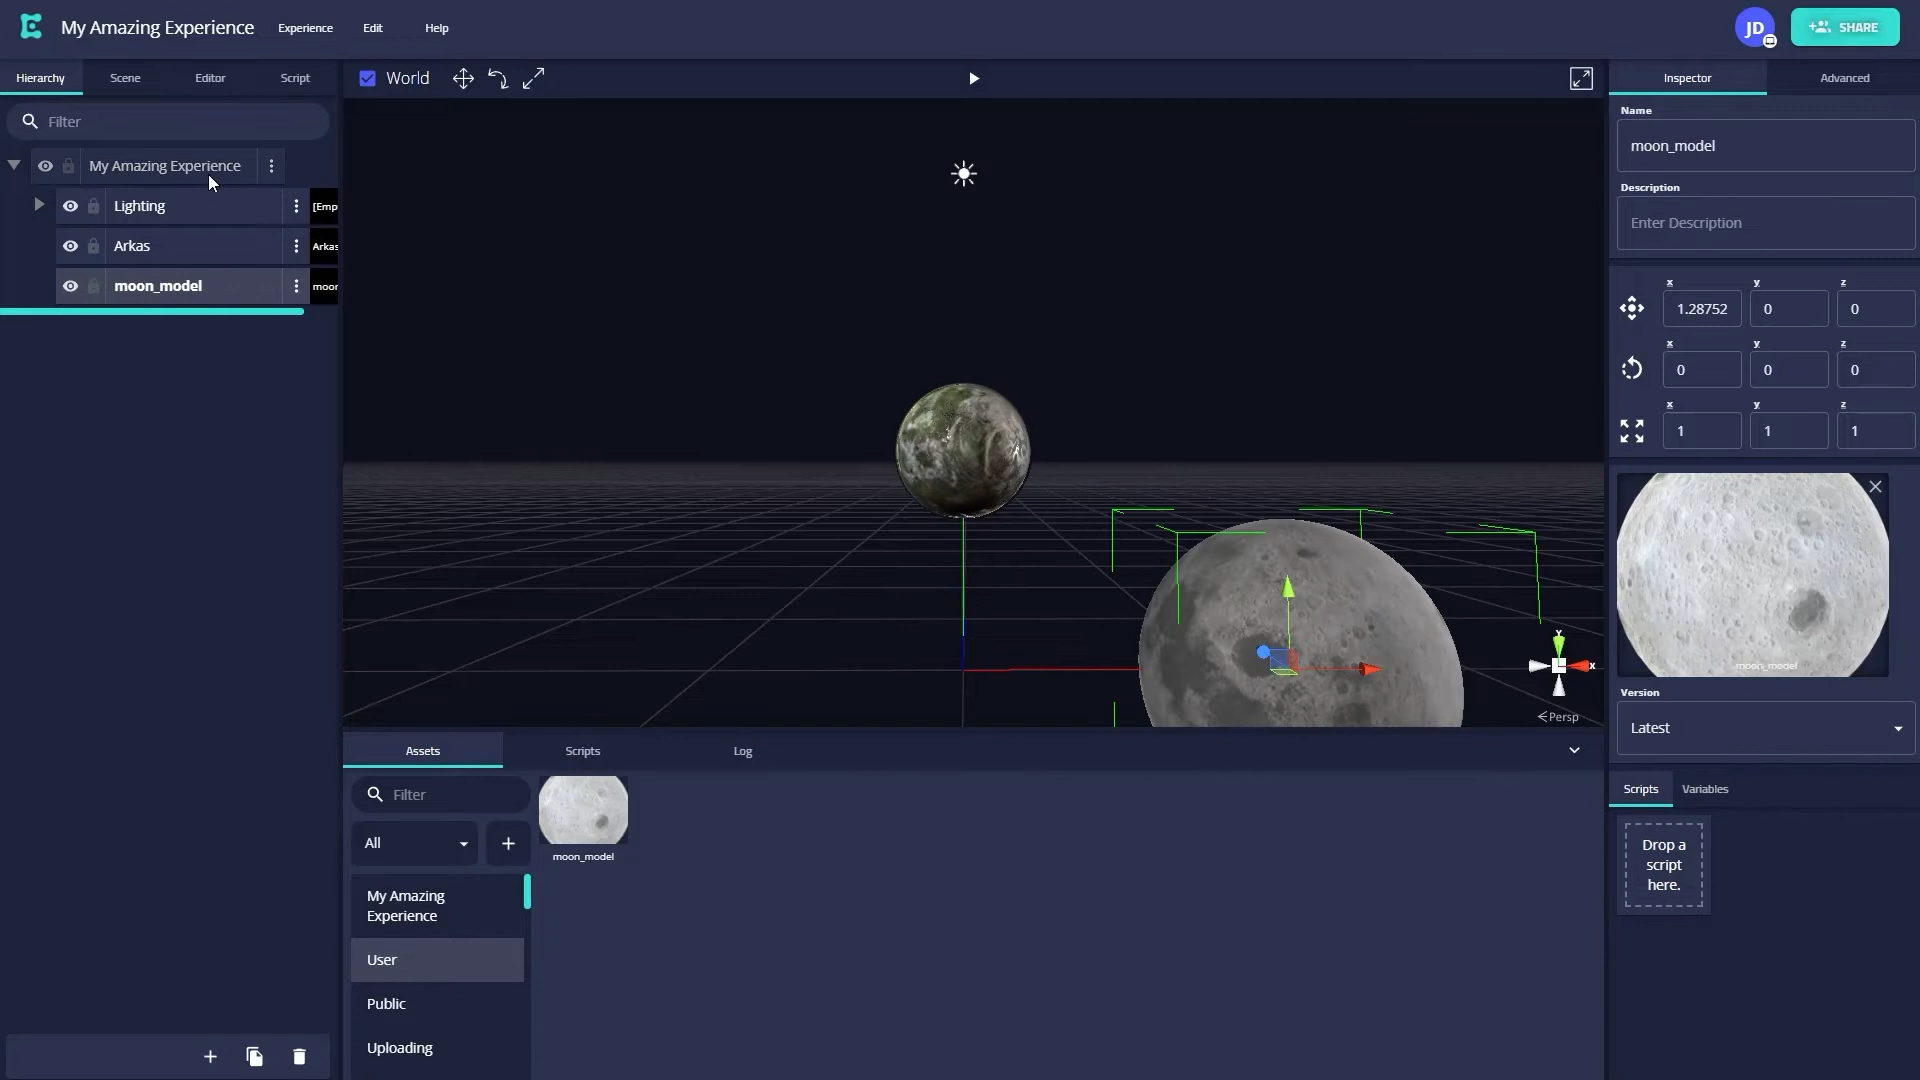 My Amazing Experience
Experience
Edit
Help
JD
SHARE
Hierarchy
Scene
Editor
Script
World
Inspector
Advanced
Filter
My Amazing Experience
Lighting
[Emp
Arkas
Arkas
moon_model
moon
Name
moon_model
Description
Enter Description
x y z
1.28752 0 0
x y z
0 0 0
x y z
1 1 1
moon_model
Y
X
Persp
Version
Latest
Assets
Scripts
Log
Filter
All
moon_model
My Amazing
Experience
User
Public
Uploading
Scripts
Variables
Drop a
script
here.